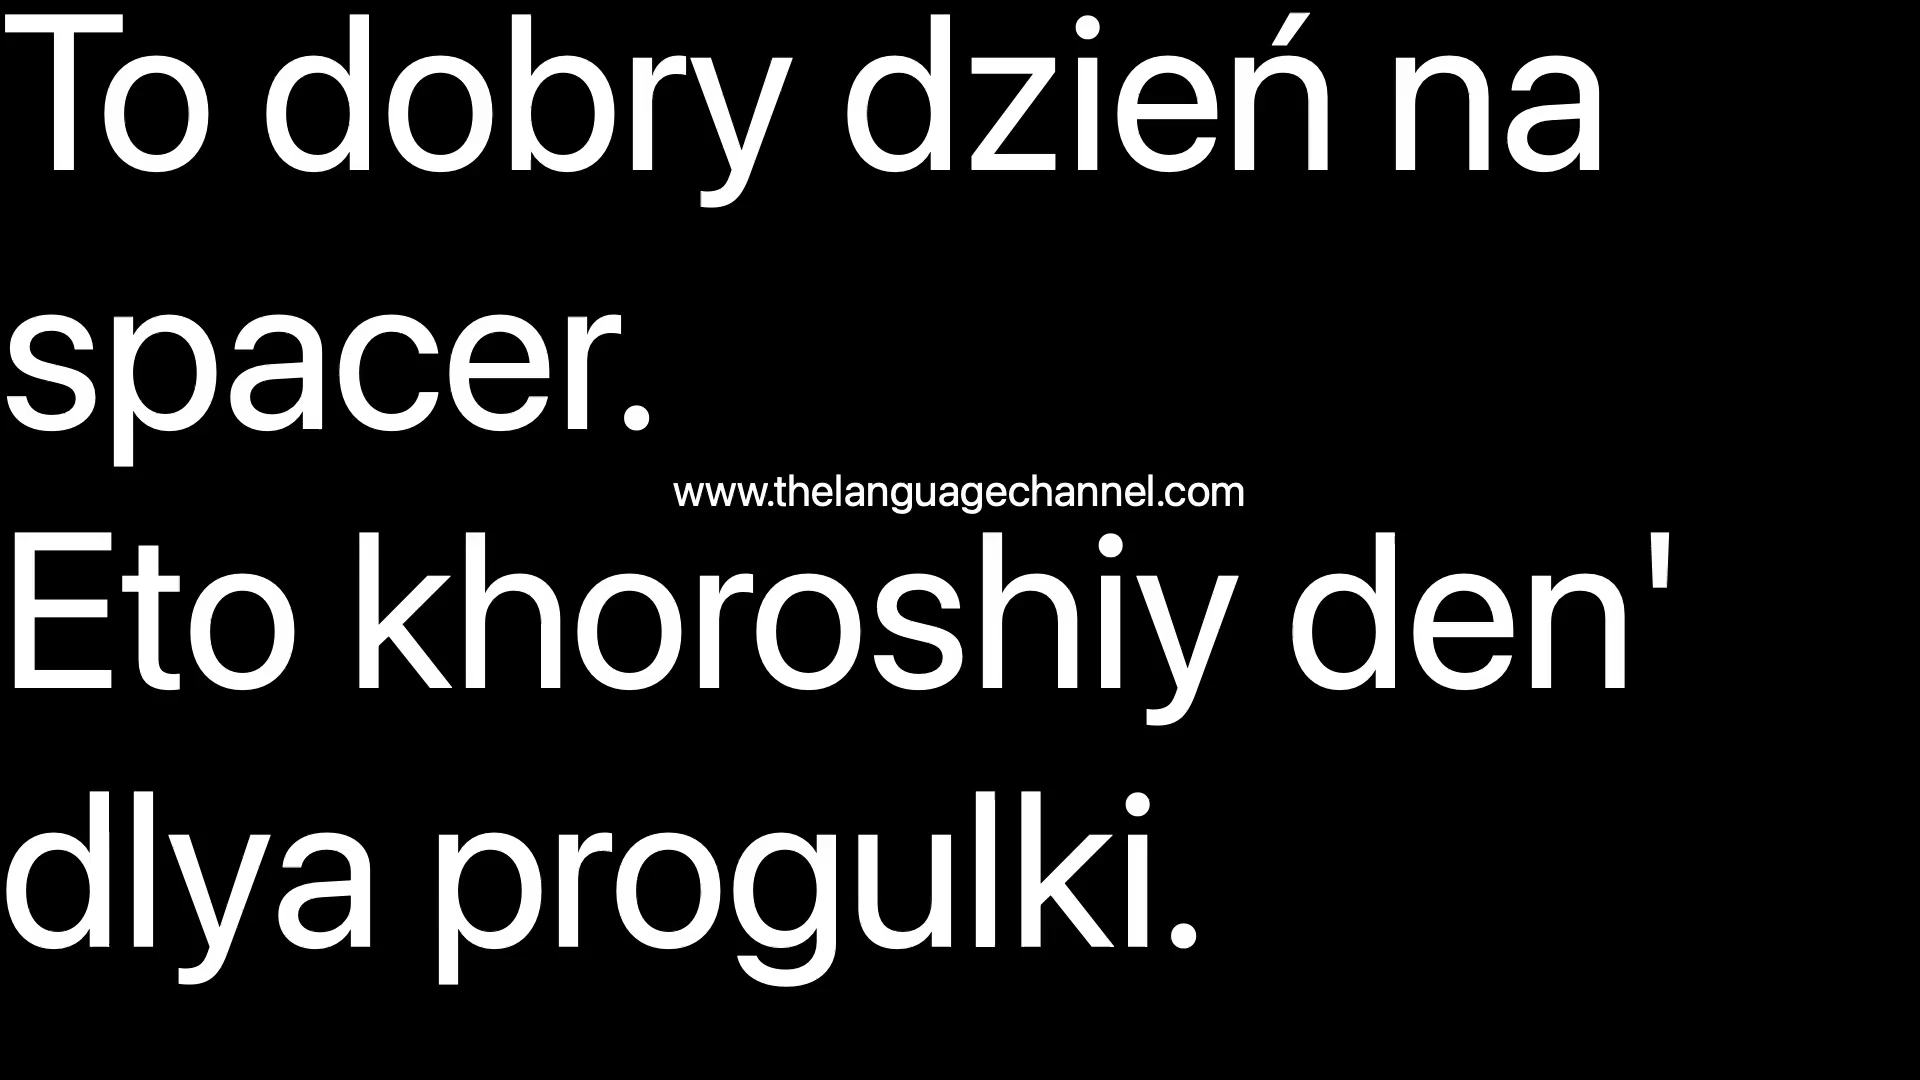 To dobry dzień na
spacer.
www.thelanguagechannel.com
Eto khoroshiy den'
dlya progulki.